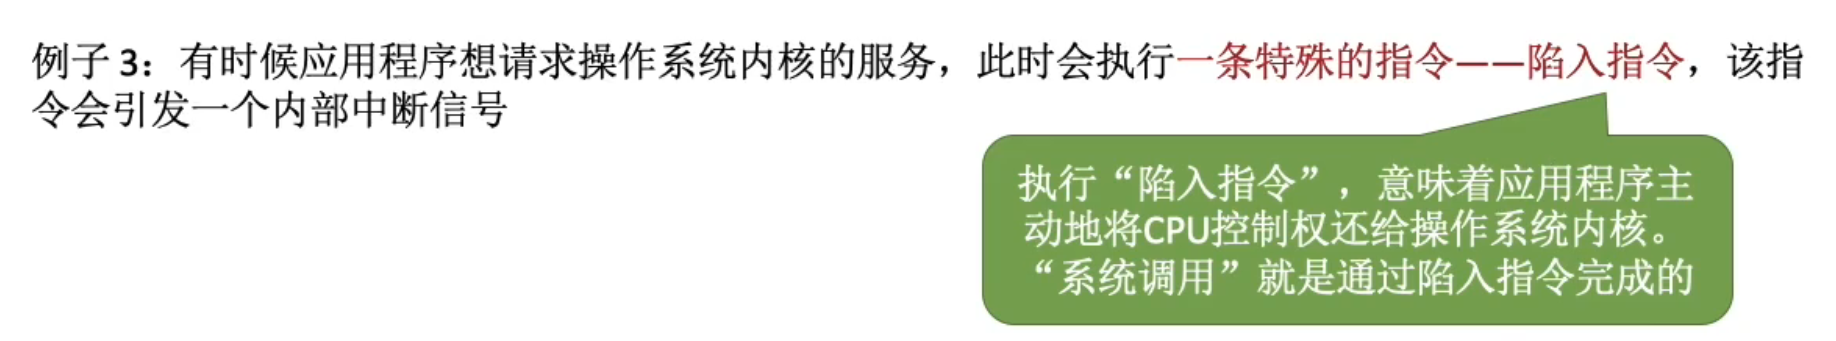 例子 3：有时候应用程序想请求操作系统内核的服务，此时会执行一条特殊的指令——陷入指令，该指
令会引发一个内部中断信号
执行“陷入指令”，意味着应用程序主
动地将CPU控制权还给操作系统内核。
“系统调用”就是通过陷入指令完成的